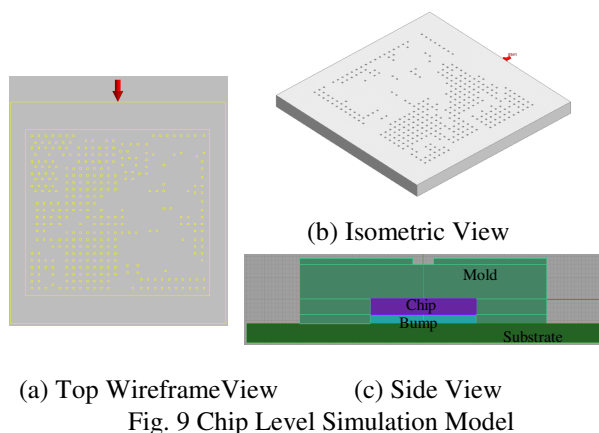 (b) Isometric View
Mold
Chip
Bump
Substrate
(a) Top WireframeView (c) Side View
Fig. 9 Chip Level Simulation Model